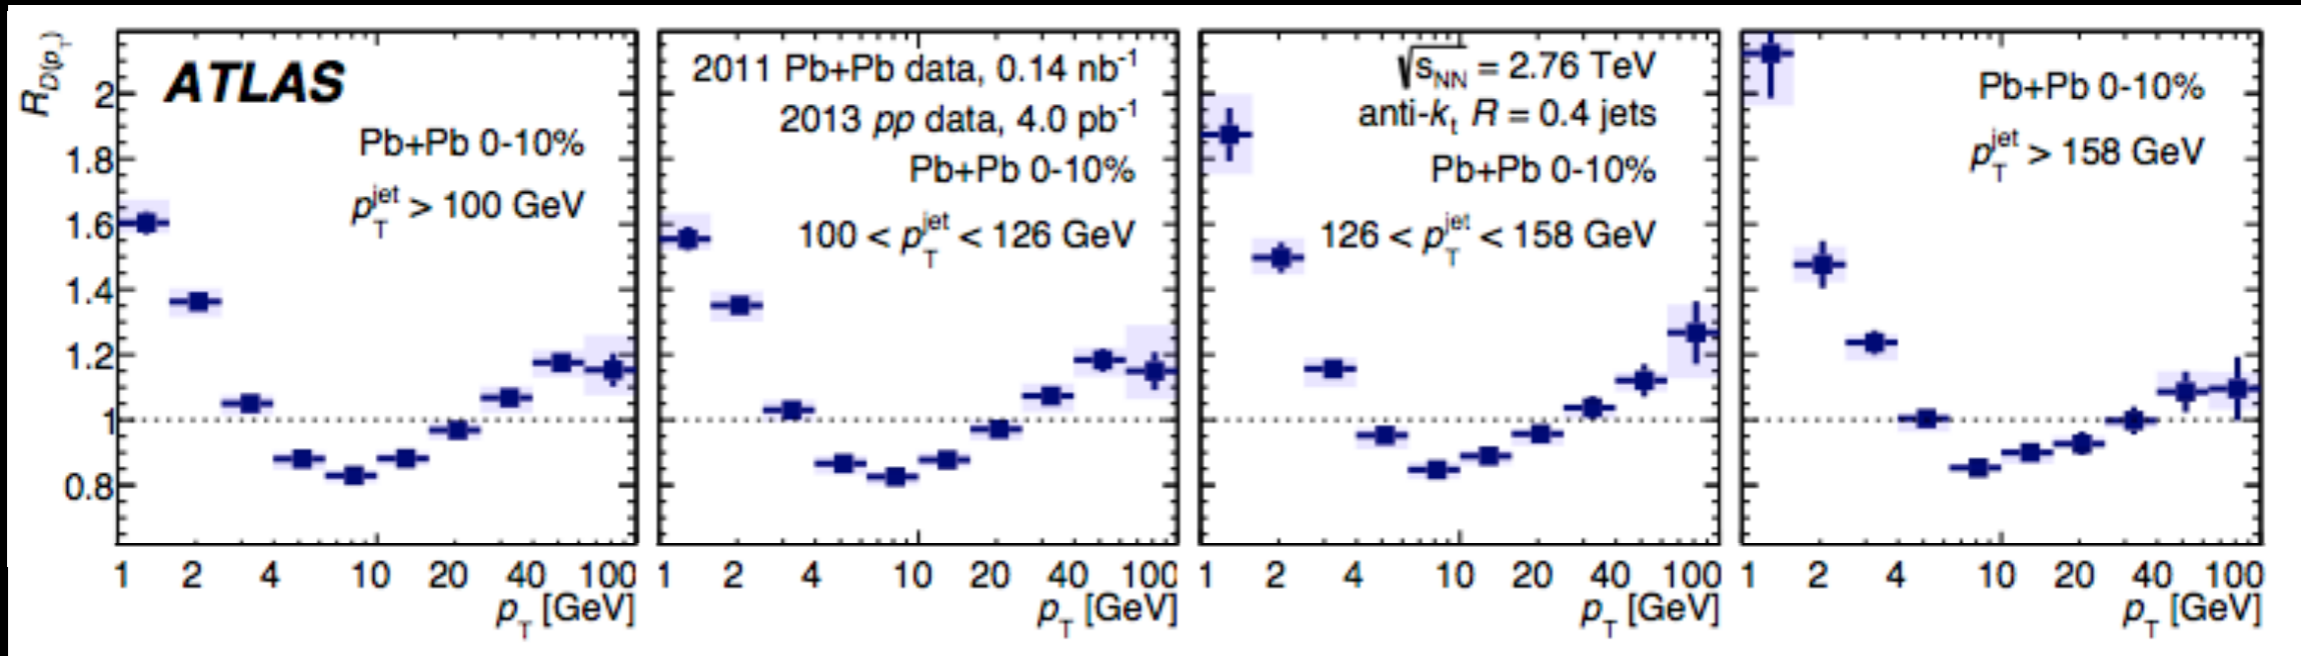 R_D(p_T)
2
1.8
1.6
1.4
1.2
1
0.8
ATLAS
Pb+Pb 0-10%
p_T^jet > 100 GeV
1 2 4 10 20 40 100
p_T [GeV]
2011 Pb+Pb data, 0.14 nb⁻¹
2013 pp data, 4.0 pb⁻¹
Pb+Pb 0-10%
100 < p_T^jet < 126 GeV
1 2 4 10 20 40 100
p_T [GeV]
√s_NN = 2.76 TeV
anti-k_t R = 0.4 jets
Pb+Pb 0-10%
126 < p_T^jet < 158 GeV
1 2 4 10 20 40 100
p_T [GeV]
Pb+Pb 0-10%
p_T^jet > 158 GeV
1 2 4 10 20 40 100
p_T [GeV]